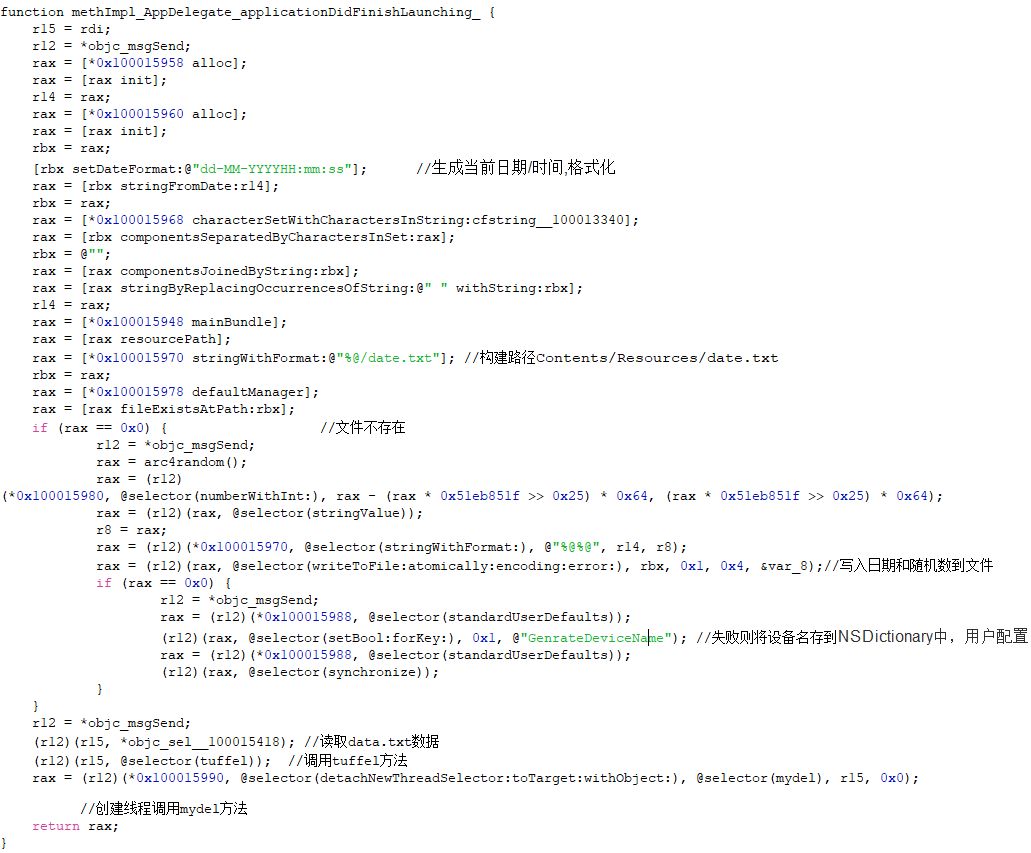 function methImpl_AppDelegate_applicationDidFinishLaunching_ {
r15 = rdi;
r12 = *objc_msgSend;
rax = [*0x100015958 alloc];
rax = [rax init];
r14 = rax;
rax = [*0x100015960 alloc];
rax = [rax init];
rbx = rax;
[rbx setDateFormat:@"dd-MM-YYYYHH:mm:ss"]; //生成当前日期/时间,格式化
rax = [rbx stringFromDate:r14];
rbx = rax;
rax = [*0x100015968 characterSetWithCharactersInString:cfstring__100013340];
rax = [rbx componentsSeparatedByCharactersInSet:rax];
rbx = @"";
rax = [rax componentsJoinedByString:rbx];
rax = [rax stringByReplacingOccurrencesOfString:@" " withString:rbx];
r14 = rax;
rax = [*0x100015948 mainBundle];
rax = [rax resourcePath];
rax = [*0x100015970 stringWithFormat:@"%@/date.txt"]; //构建路径Contents/Resources/date.txt
rbx = rax;
rax = [*0x100015978 defaultManager];
rax = [rax fileExistsAtPath:rbx];
if (rax == 0x0) { //文件不存在
r12 = *objc_msgSend;
rax = arc4random();
rax = (r12)
(*0x100015980, @selector(numberWithInt:), rax - (rax * 0x51eb851f >> 0x25) * 0x64, (rax * 0x51eb851f >> 0x25) * 0x64);
rax = (r12)(rax, @selector(stringValue));
r8 = rax;
rax = (r12)(*0x100015970, @selector(stringWithFormat:), @"%@%@", r14, r8);
rax = (r12)(rax, @selector(writeToFile:atomically:encoding:error:), rbx, 0x1, 0x4, &var_8);//写入日期和随机数到文件
if (rax == 0x0) {
r12 = *objc_msgSend;
rax = (r12)(*0x100015988, @selector(standardUserDefaults));
(r12)(rax, @selector(setBool:forKey:), 0x1, @"GenrateDeviceName"); //失败则将设备名存到NSDictionary中，用户配置
rax = (r12)(*0x100015988, @selector(standardUserDefaults));
(r12)(rax, @selector(synchronize));
}
}
r12 = *objc_msgSend;
(r12)(r15, *objc_sel__100015418); //读取data.txt数据
(r12)(r15, @selector(tuffel)); //调用tuffel方法
rax = (r12)(*0x100015990, @selector(detachNewThreadSelector:toTarget:withObject:), @selector(mydel), r15, 0x0);
//创建线程调用mydel方法
return rax;
}